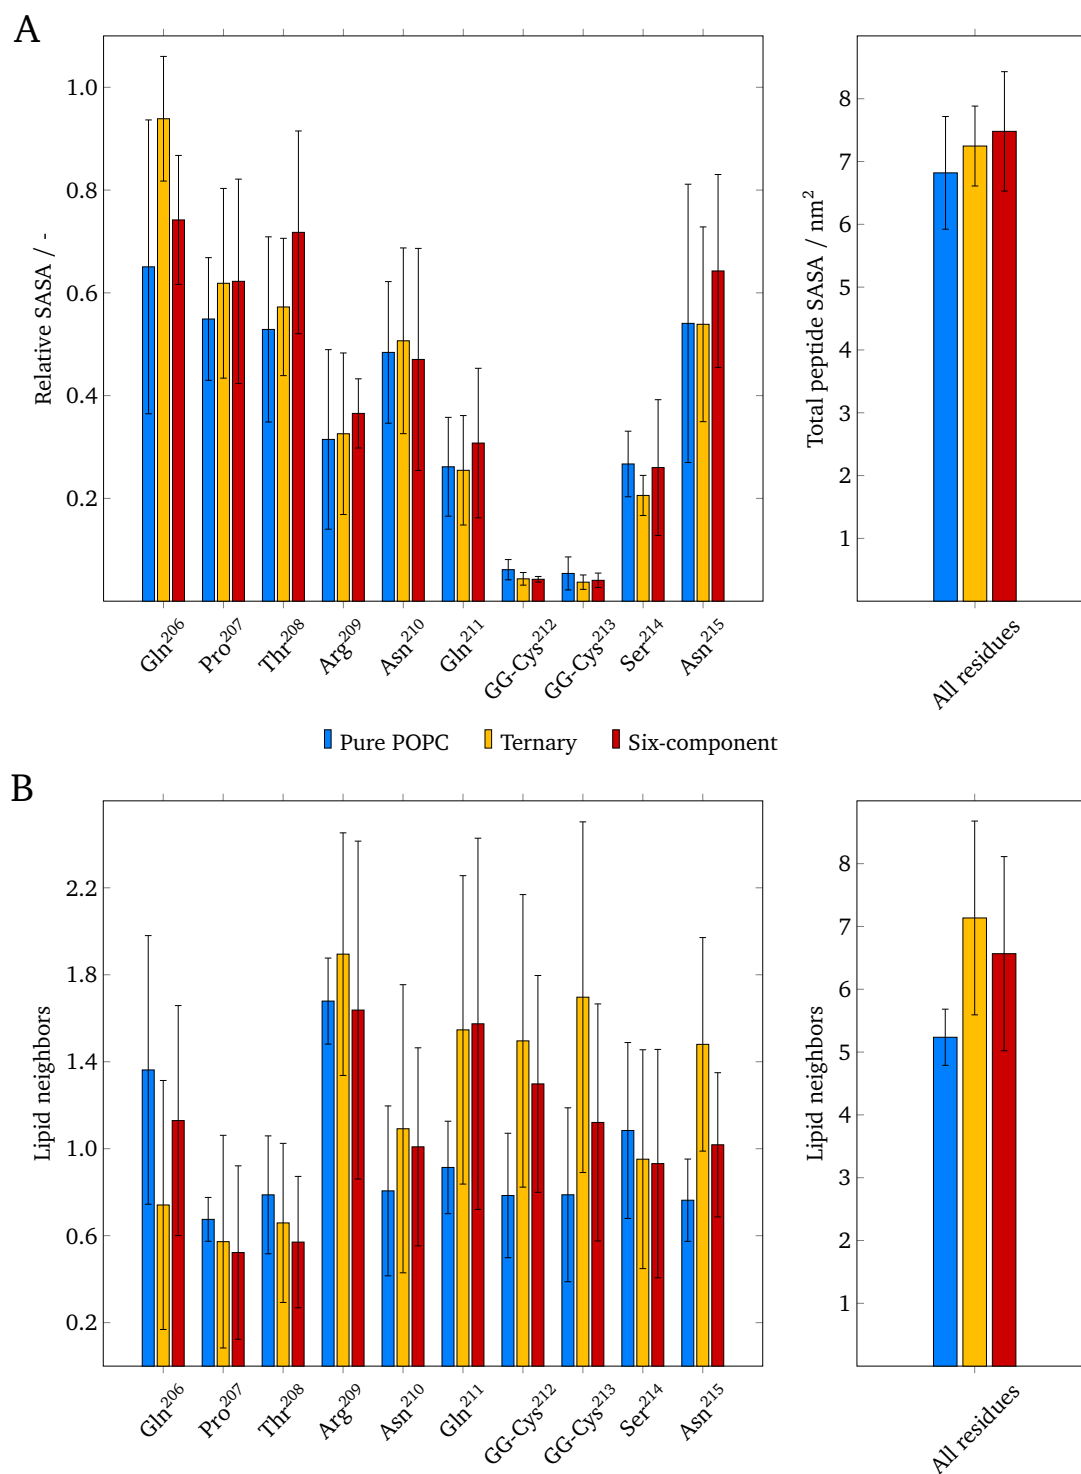 A
Relative SASA / -
1.0
0.8
0.6
0.4
0.2
Gln²⁰⁶
Pro²⁰⁷
Thr²⁰⁸
Arg²⁰⁹
Asn²¹⁰
Gln²¹¹
GG-Cys²¹²
GG-Cys²¹³
Ser²¹⁴
Asn²¹⁵
Total peptide SASA / nm²
8
7
6
5
4
3
2
1
All residues
Pure POPC Ternary Six-component
B
Lipid neighbors
2.2
1.8
1.4
1.0
0.6
0.2
Gln²⁰⁶
Pro²⁰⁷
Thr²⁰⁸
Arg²⁰⁹
Asn²¹⁰
Gln²¹¹
GG-Cys²¹²
GG-Cys²¹³
Ser²¹⁴
Asn²¹⁵
Lipid neighbors
8
7
6
5
4
3
2
1
All residues